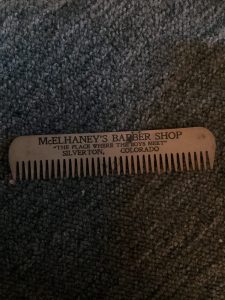 McELHANEY'S BARBER SHOP
"THE PLACE WHERE THE BOYS MEET"
SILVERTON, COLORADO